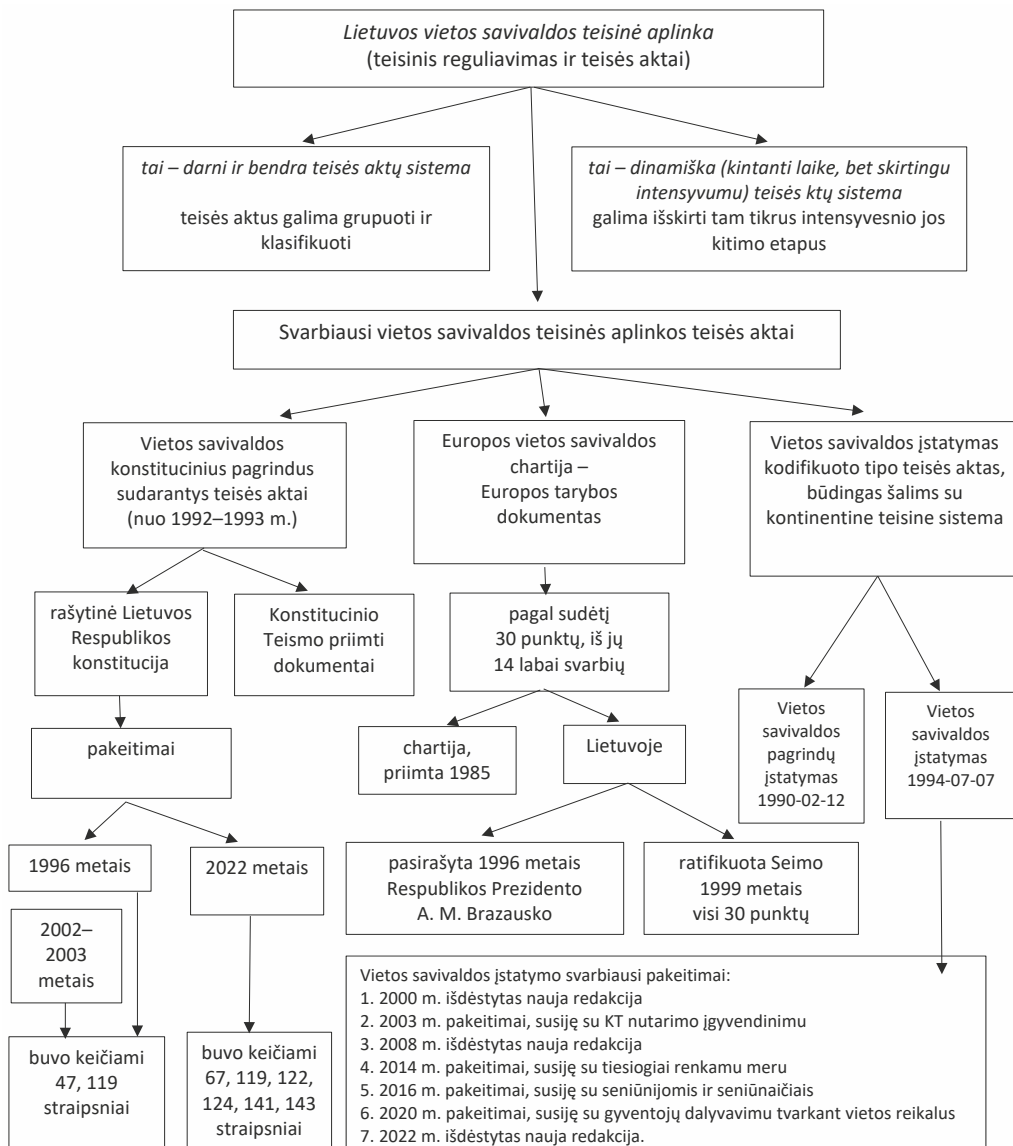 Lietuvos vietos savivaldos teisinė aplinka
(teisinis reguliavimas ir teisės aktai)
tai – darni ir bendra teisės aktų sistema
teisės aktus galima grupuoti ir
klasifikuoti
tai – dinamiška (kintanti laike, bet skirtingu
intensyvumu) teisės ktų sistema
galima išskirti tam tikrus intensyvesnio jos
kitimo etapus
Svarbiausi vietos savivaldos teisinės aplinkos teisės aktai
Vietos savivaldos
konstitucinius pagrindus
sudarantys teisės aktai
(nuo 1992–1993 m.)
Europos vietos savivaldos
chartija –
Europos tarybos
dokumentas
Vietos savivaldos įstatymas
kodifikuoto tipo teisės aktas,
būdingas šalims su
kontinentine teisine sistema
rašytinė Lietuvos
Respublikos
konstitucija
Konstitucinio
Teismo priimti
dokumentai
pagal sudėtį
30 punktų, iš jų
14 labai svarbių
pakeitimai
chartija,
priimta 1985
Lietuvoje
Vietos
savivaldos
pagrindų
įstatymas
1990-02-12
Vietos
savivaldos
įstatymas
1994-07-07
1996 metais
2022 metais
pasirašyta 1996 metais
Respublikos Prezidento
A. M. Brazausko
ratifikuota Seimo
1999 metais
visi 30 punktų
2002–
2003
metais
buvo keičiami
47, 119
straipsniai
buvo keičiami
67, 119, 122,
124, 141, 143
straipsniai
Vietos savivaldos įstatymo svarbiausi pakeitimai:
1. 2000 m. išdėstytas nauja redakcija
2. 2003 m. pakeitimai, susiję su KT nutarimo įgyvendinimu
3. 2008 m. išdėstytas nauja redakcija
4. 2014 m. pakeitimai, susiję su tiesiogiai renkamu meru
5. 2016 m. pakeitimai, susiję su seniūnijomis ir seniūnaičiais
6. 2020 m. pakeitimai, susiję su gyventojų dalyvavimu tvarkant vietos reikalus
7. 2022 m. išdėstytas nauja redakcija.